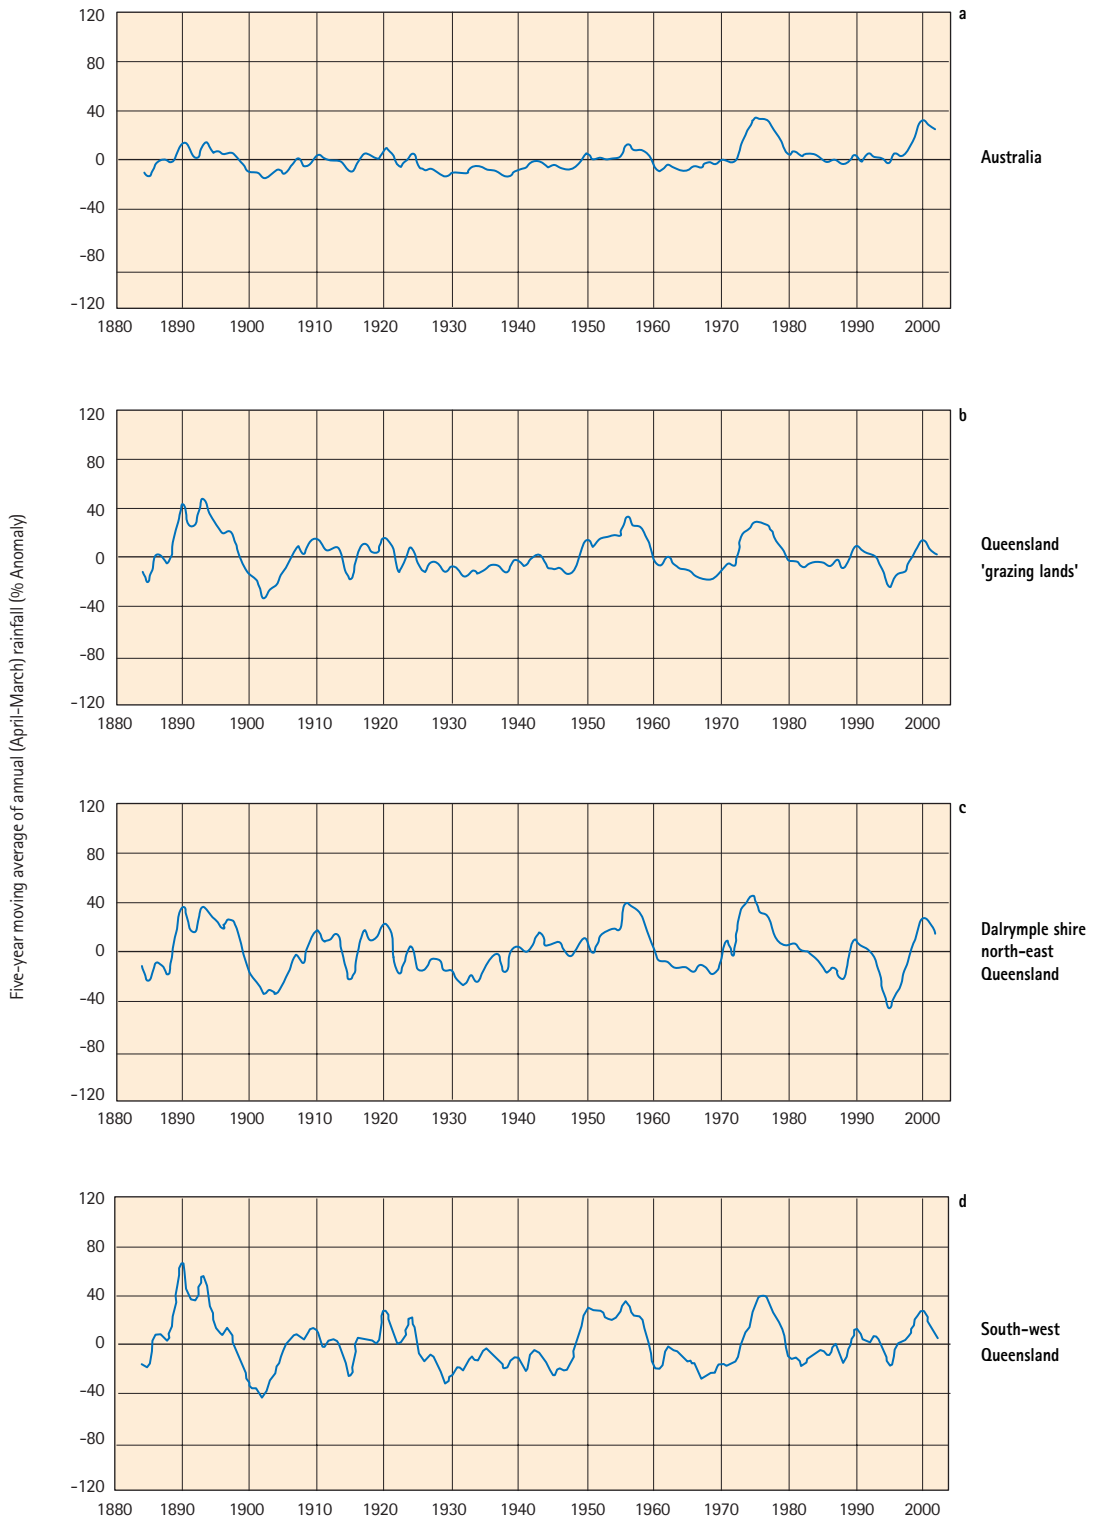 Five-year moving average of annual (April-March) rainfall (% Anomaly)
a
120
80
40
0
-40
-80
-120
1880 1890 1900 1910 1920 1930 1940 1950 1960 1970 1980 1990 2000
Australia
b
120
80
40
0
-40
-80
-120
1880 1890 1900 1910 1920 1930 1940 1950 1960 1970 1980 1990 2000
Queensland
'grazing lands'
c
120
80
40
0
-40
-80
-120
1880 1890 1900 1910 1920 1930 1940 1950 1960 1970 1980 1990 2000
Dalrymple shire
north-east
Queensland
d
120
80
40
0
-40
-80
-120
1880 1890 1900 1910 1920 1930 1940 1950 1960 1970 1980 1990 2000
South-west
Queensland